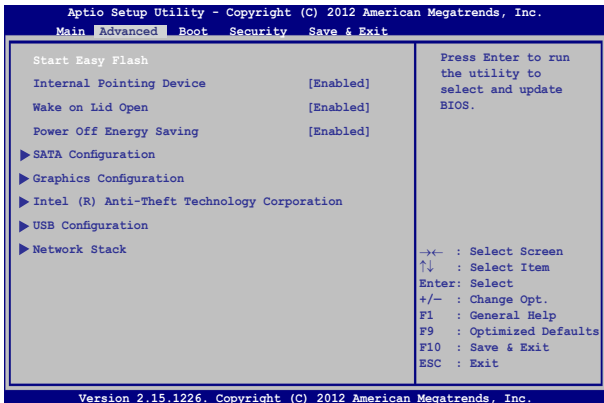 Aptio Setup Utility - Copyright (C) 2012 American Megatrends, Inc.
Main Advanced Boot Security Save & Exit
Start Easy Flash
Internal Pointing Device [Enabled]
Wake on Lid Open [Enabled]
Power Off Energy Saving [Enabled]
SATA Configuration
Graphics Configuration
Intel (R) Anti-Theft Technology Corporation
USB Configuration
Network Stack
Press Enter to run
the utility to
select and update
BIOS.
→← : Select Screen
↑↓ : Select Item
Enter: Select
+/— : Change Opt.
F1 : General Help
F9 : Optimized Defaults
F10 : Save & Exit
ESC : Exit
Version 2.15.1226. Copyright (C) 2012 American Megatrends, Inc.